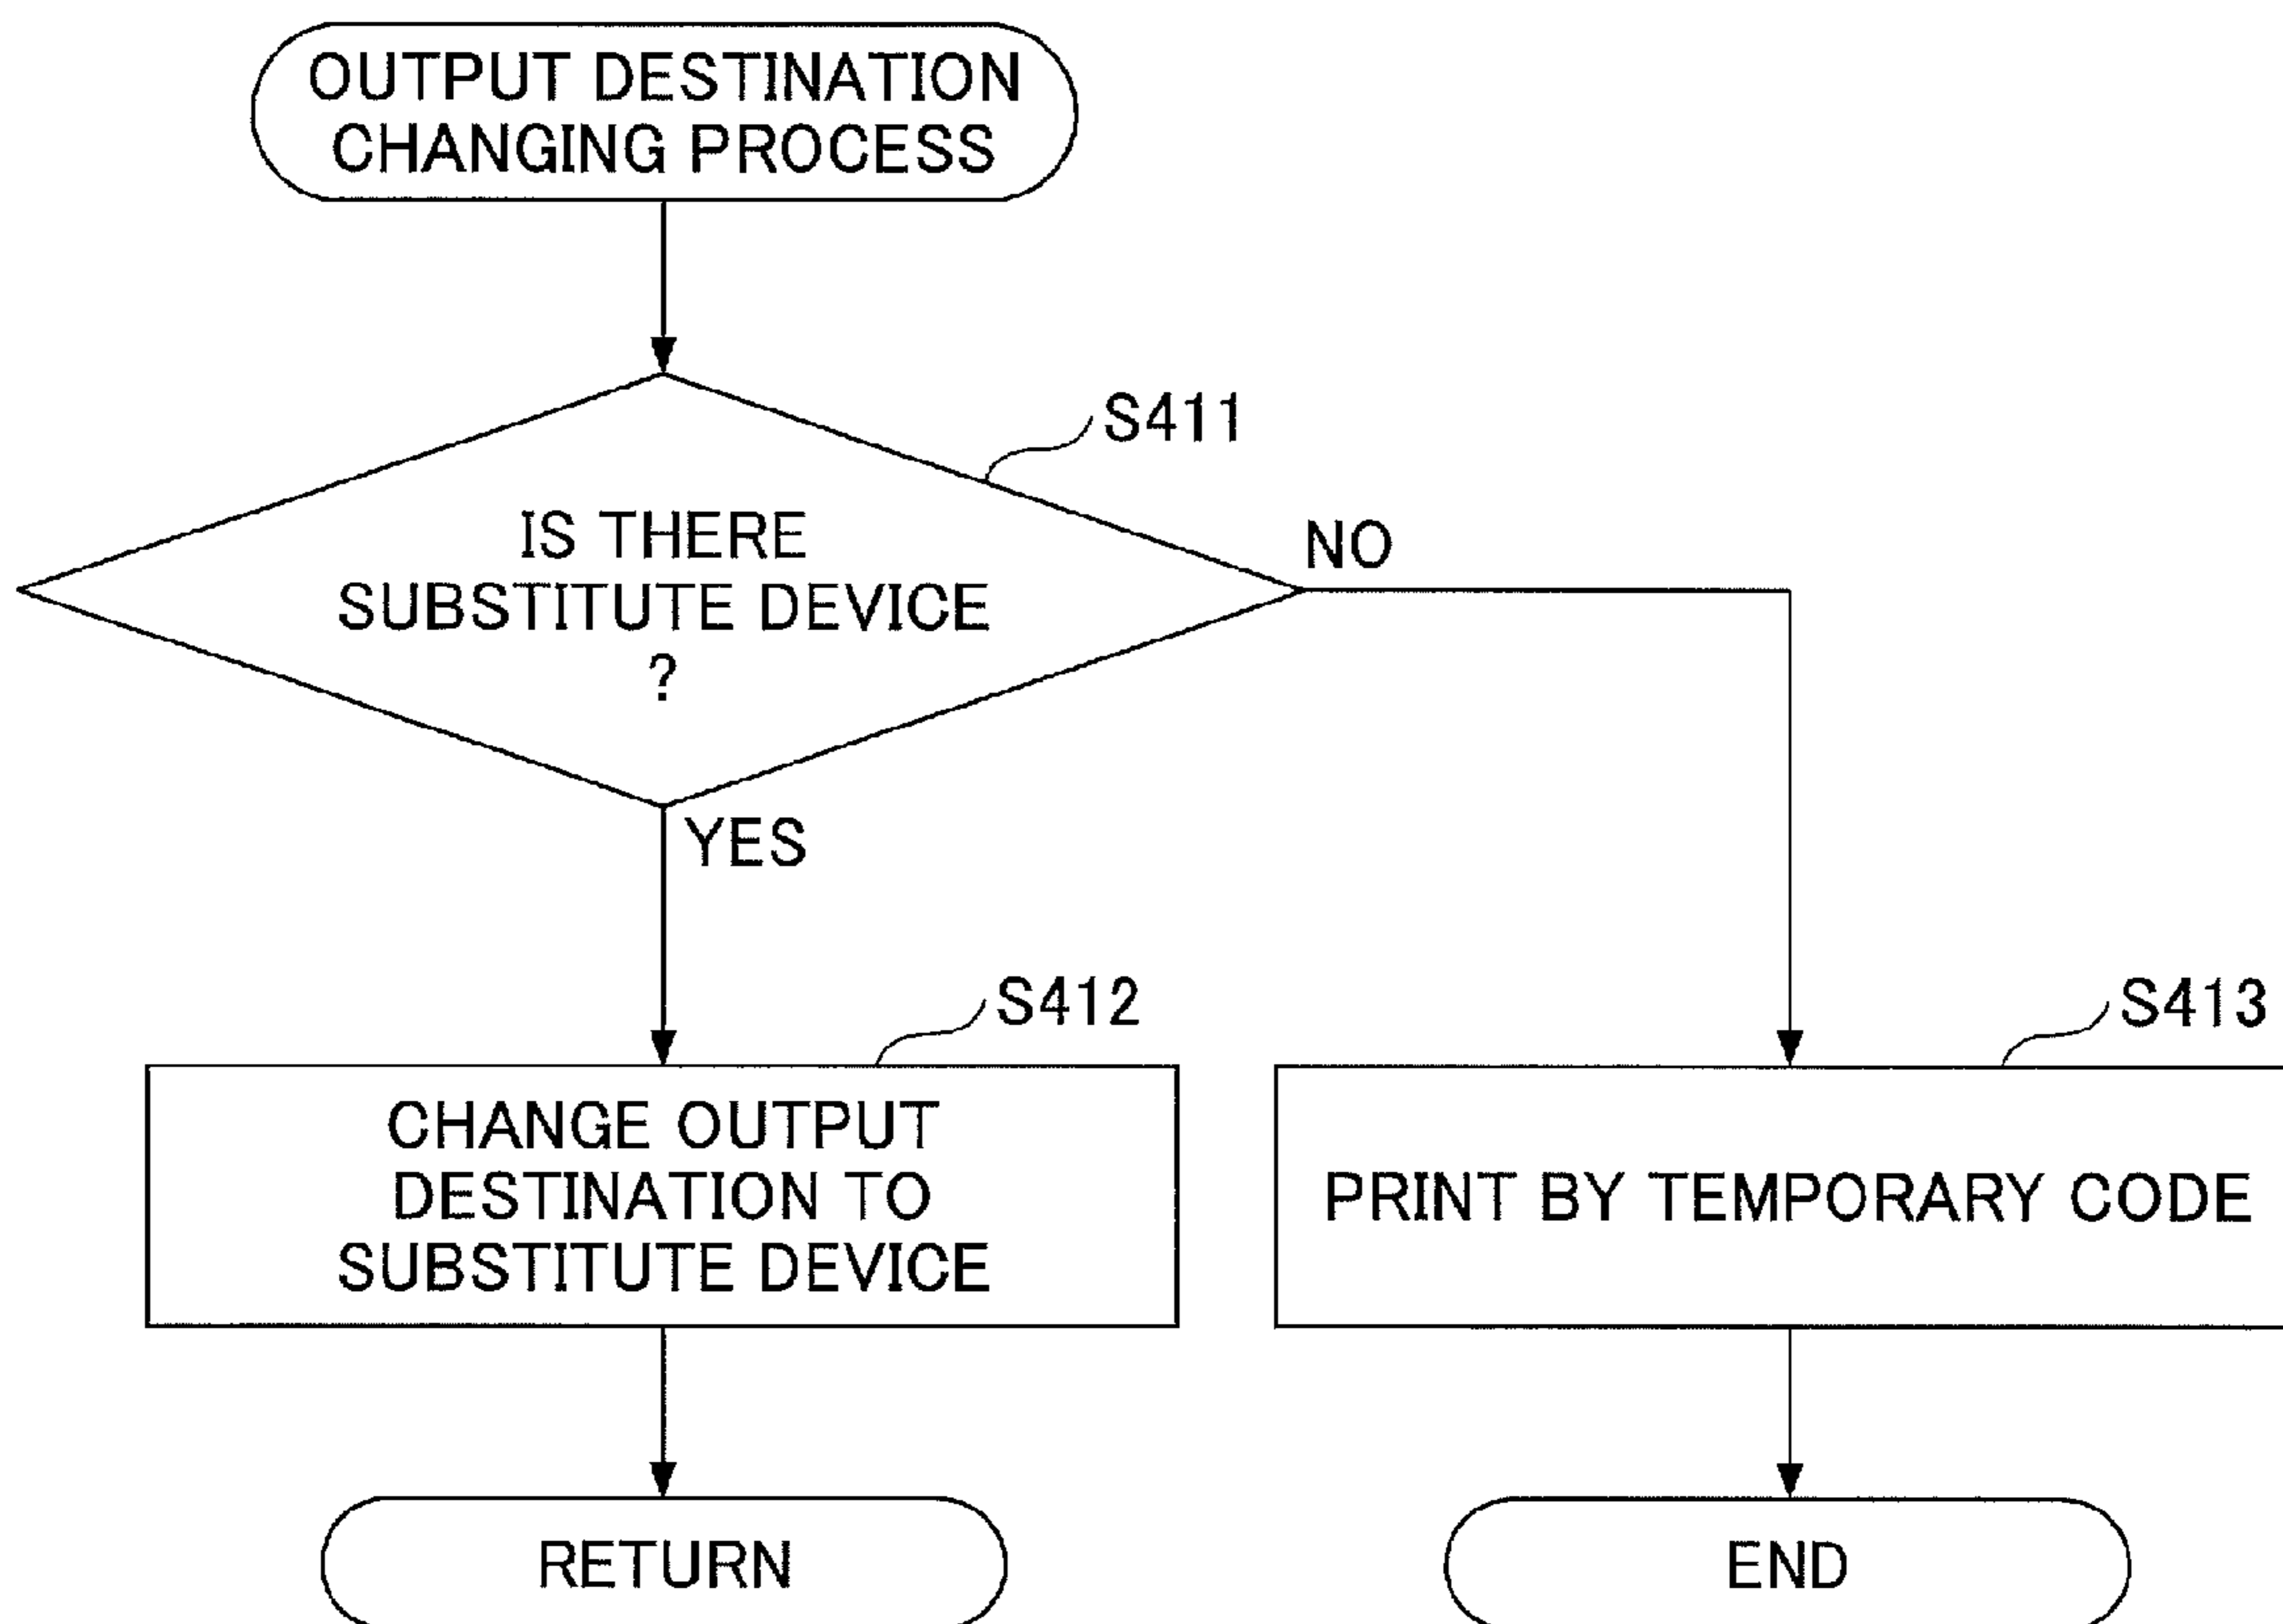 OUTPUT DESTINATION
CHANGING PROCESS
S411
IS THERE
SUBSTITUTE DEVICE
?
NO
YES
S412
S413
CHANGE OUTPUT
DESTINATION TO
SUBSTITUTE DEVICE
PRINT BY TEMPORARY CODE
RETURN
END